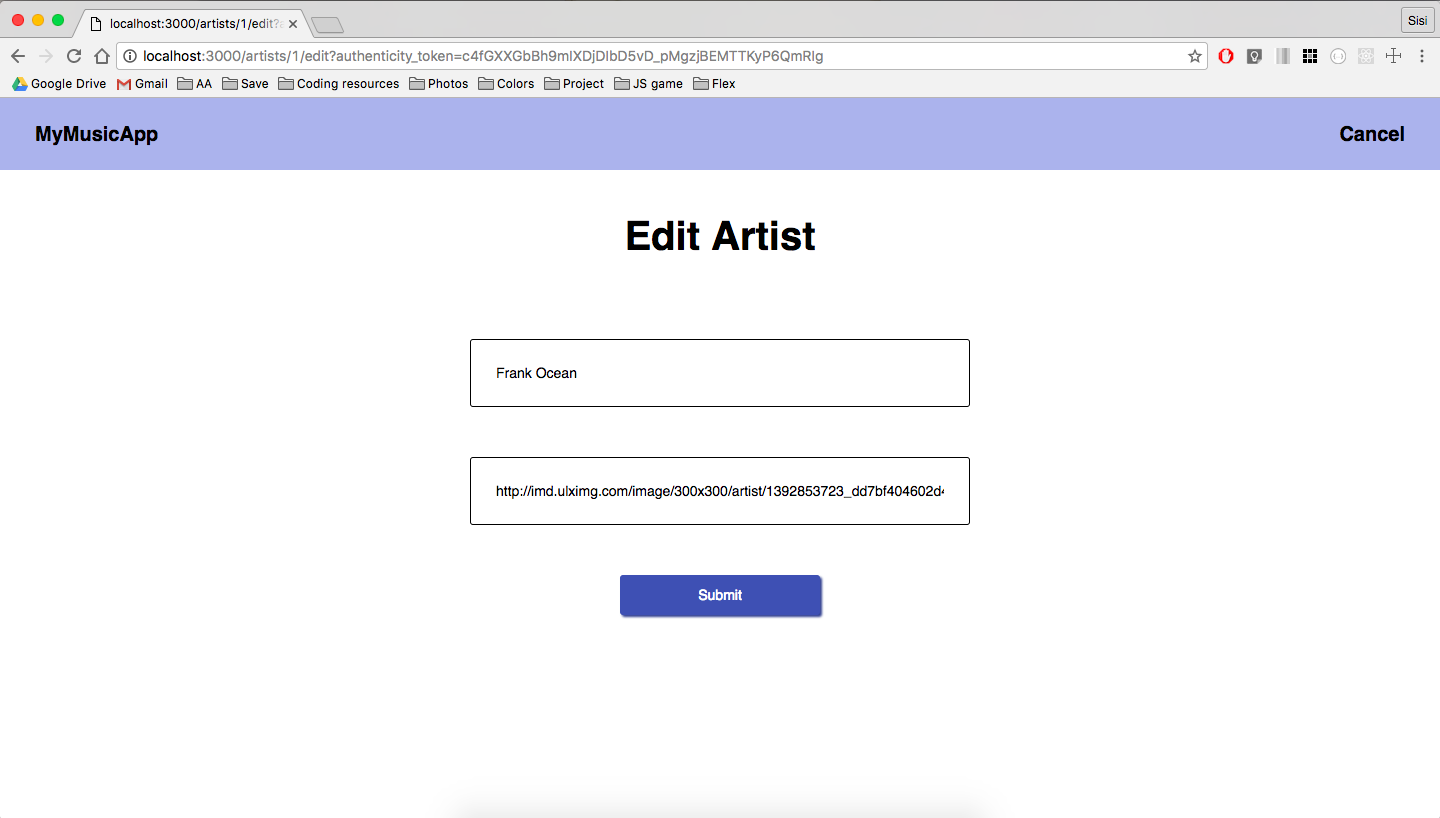 localhost:3000/artists/1/edit?a
Sisi
localhost:3000/artists/1/edit?authenticity_token=c4fGXXGbBh9mIXDjDIbD5vD_pMgzjBEMTTKyP6QmRIg
Google Drive Gmail AA Save Coding resources Photos Colors Project JS game Flex
MyMusicApp Cancel
Edit Artist
Frank Ocean
http://imd.ulximg.com/image/300x300/artist/1392853723_dd7bf404602d4
Submit